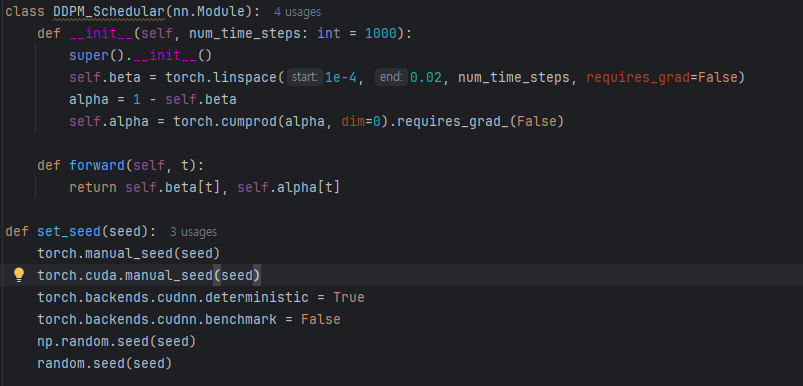 class DDPM_Schedular(nn.Module): 4 usages
    def __init__(self, num_time_steps: int = 1000):
        super().__init__()
        self.beta = torch.linspace( start: 1e-4, end: 0.02, num_time_steps, requires_grad=False)
        alpha = 1 - self.beta
        self.alpha = torch.cumprod(alpha, dim=0).requires_grad_(False)
    def forward(self, t):
        return self.beta[t], self.alpha[t]
def set_seed(seed): 3 usages
    torch.manual_seed(seed)
    torch.cuda.manual_seed(seed)
    torch.backends.cudnn.deterministic = True
    torch.backends.cudnn.benchmark = False
    np.random.seed(seed)
    random.seed(seed)